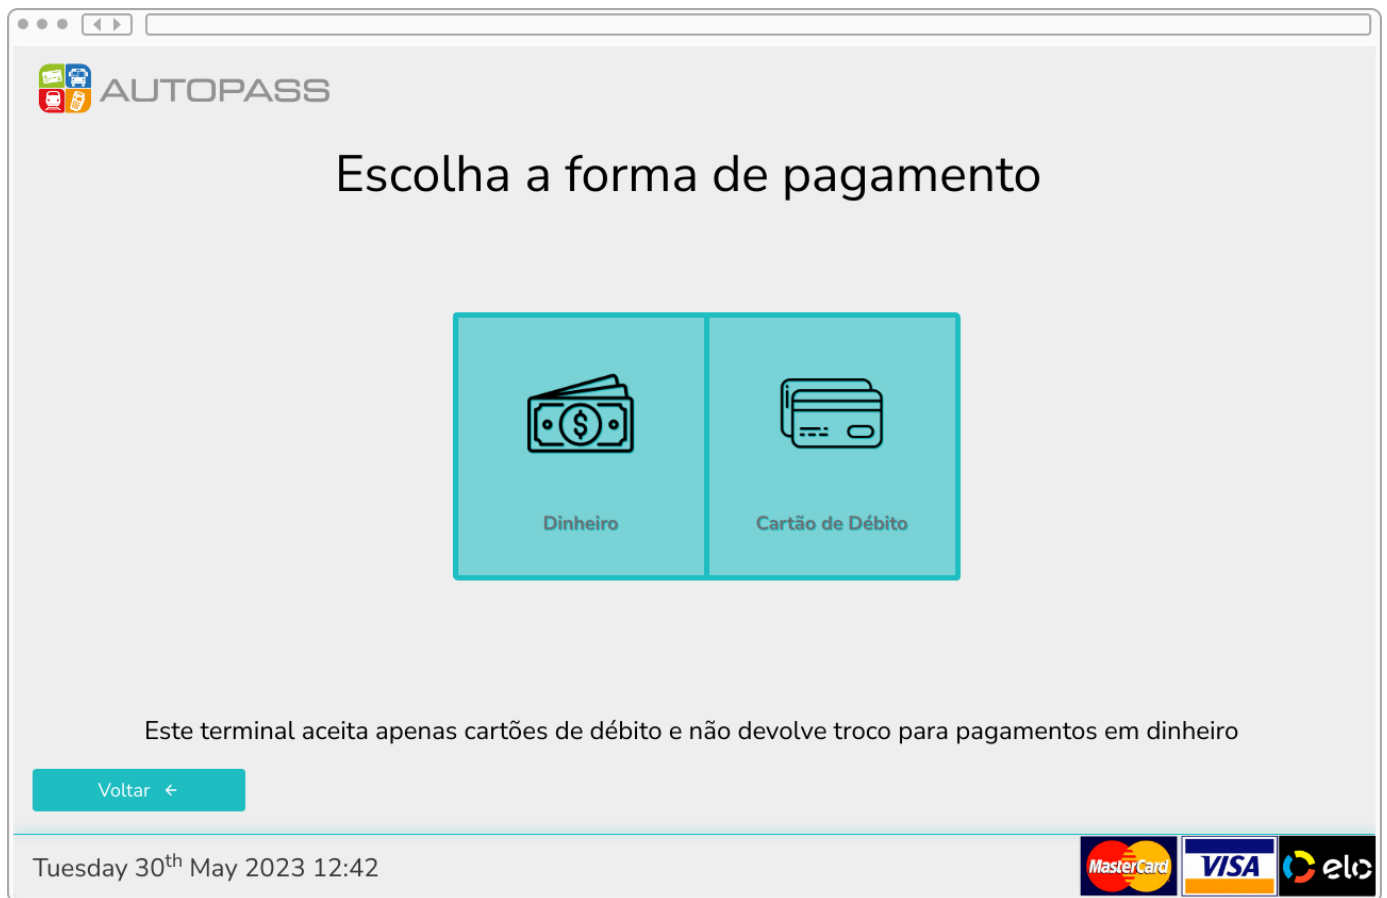 AUTOPASS
Escolha a forma de pagamento
Dinheiro
Cartão de Débito
Este terminal aceita apenas cartões de débito e não devolve troco para pagamentos em dinheiro
Voltar ←
Tuesday 30th May 2023 12:42
MasterCard
VISA
elo